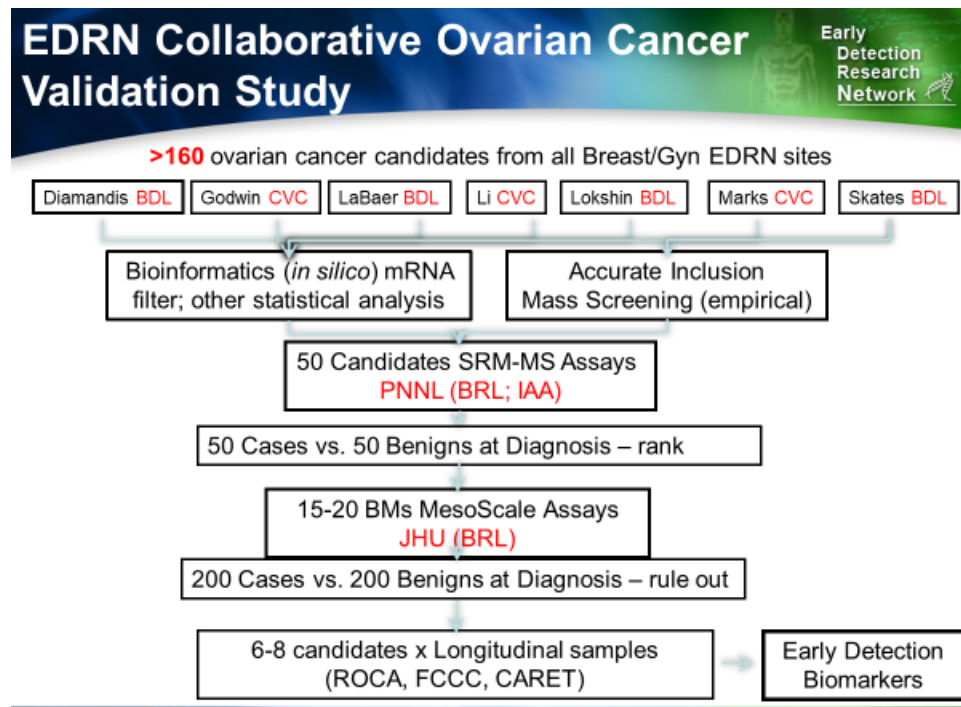 EDRN Collaborative Ovarian Cancer
Validation Study
Early
Detection
Research
Network
>160 ovarian cancer candidates from all Breast/Gyn EDRN sites
Diamandis BDL
Godwin CVC
LaBaer BDL
Li CVC
Lokshin BDL
Marks CVC
Skates BDL
Bioinformatics (in silico) mRNA
filter; other statistical analysis
Accurate Inclusion
Mass Screening (empirical)
50 Candidates SRM-MS Assays
PNNL (BRL; IAA)
50 Cases vs. 50 Benigns at Diagnosis – rank
15-20 BMs MesoScale Assays
JHU (BRL)
200 Cases vs. 200 Benigns at Diagnosis – rule out
6-8 candidates x Longitudinal samples
(ROCA, FCCC, CARET)
Early Detection
Biomarkers